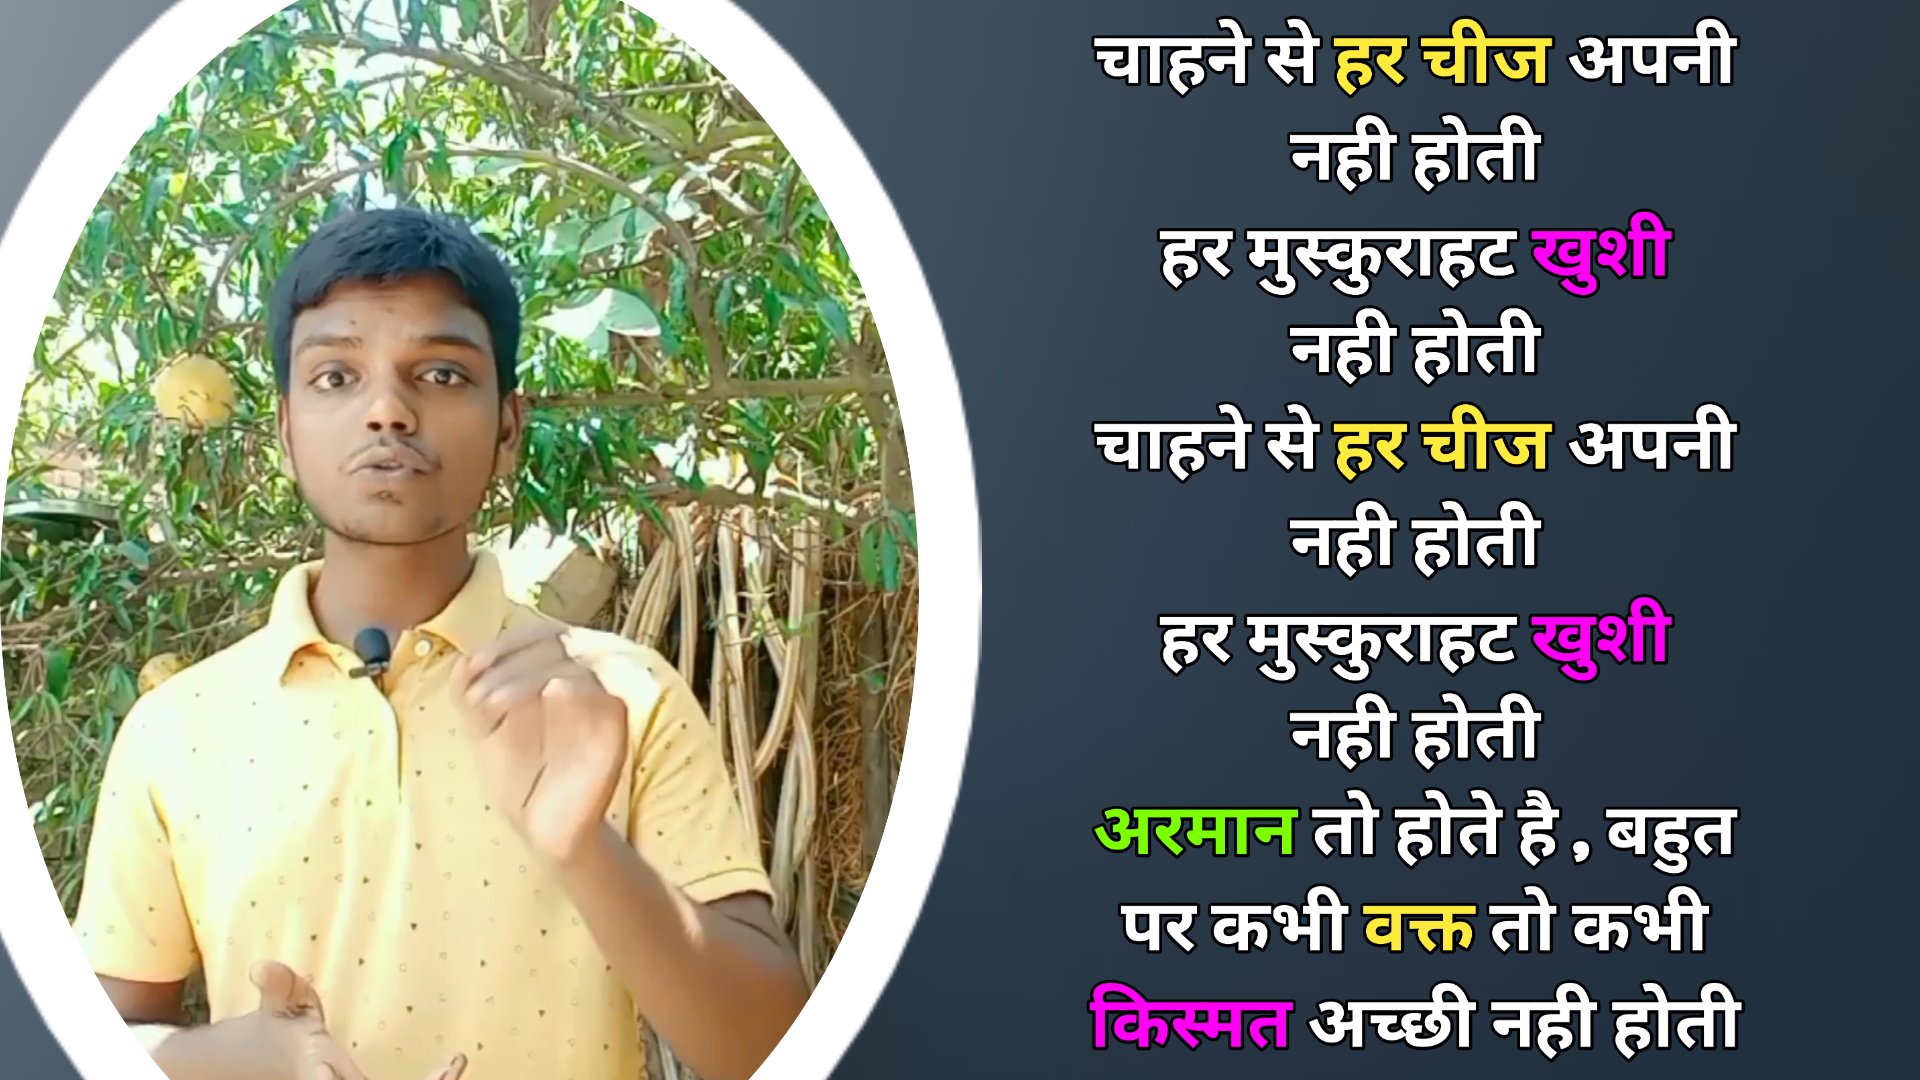 चाहने से हर चीज अपनी
नही होती
हर मुस्कुराहट खुशी
नही होती
चाहने से हर चीज अपनी
नही होती
हर मुस्कुराहट खुशी
नही होती
अरमान तो होते है , बहुत
पर कभी वक्त तो कभी
किस्मत अच्छी नही होती